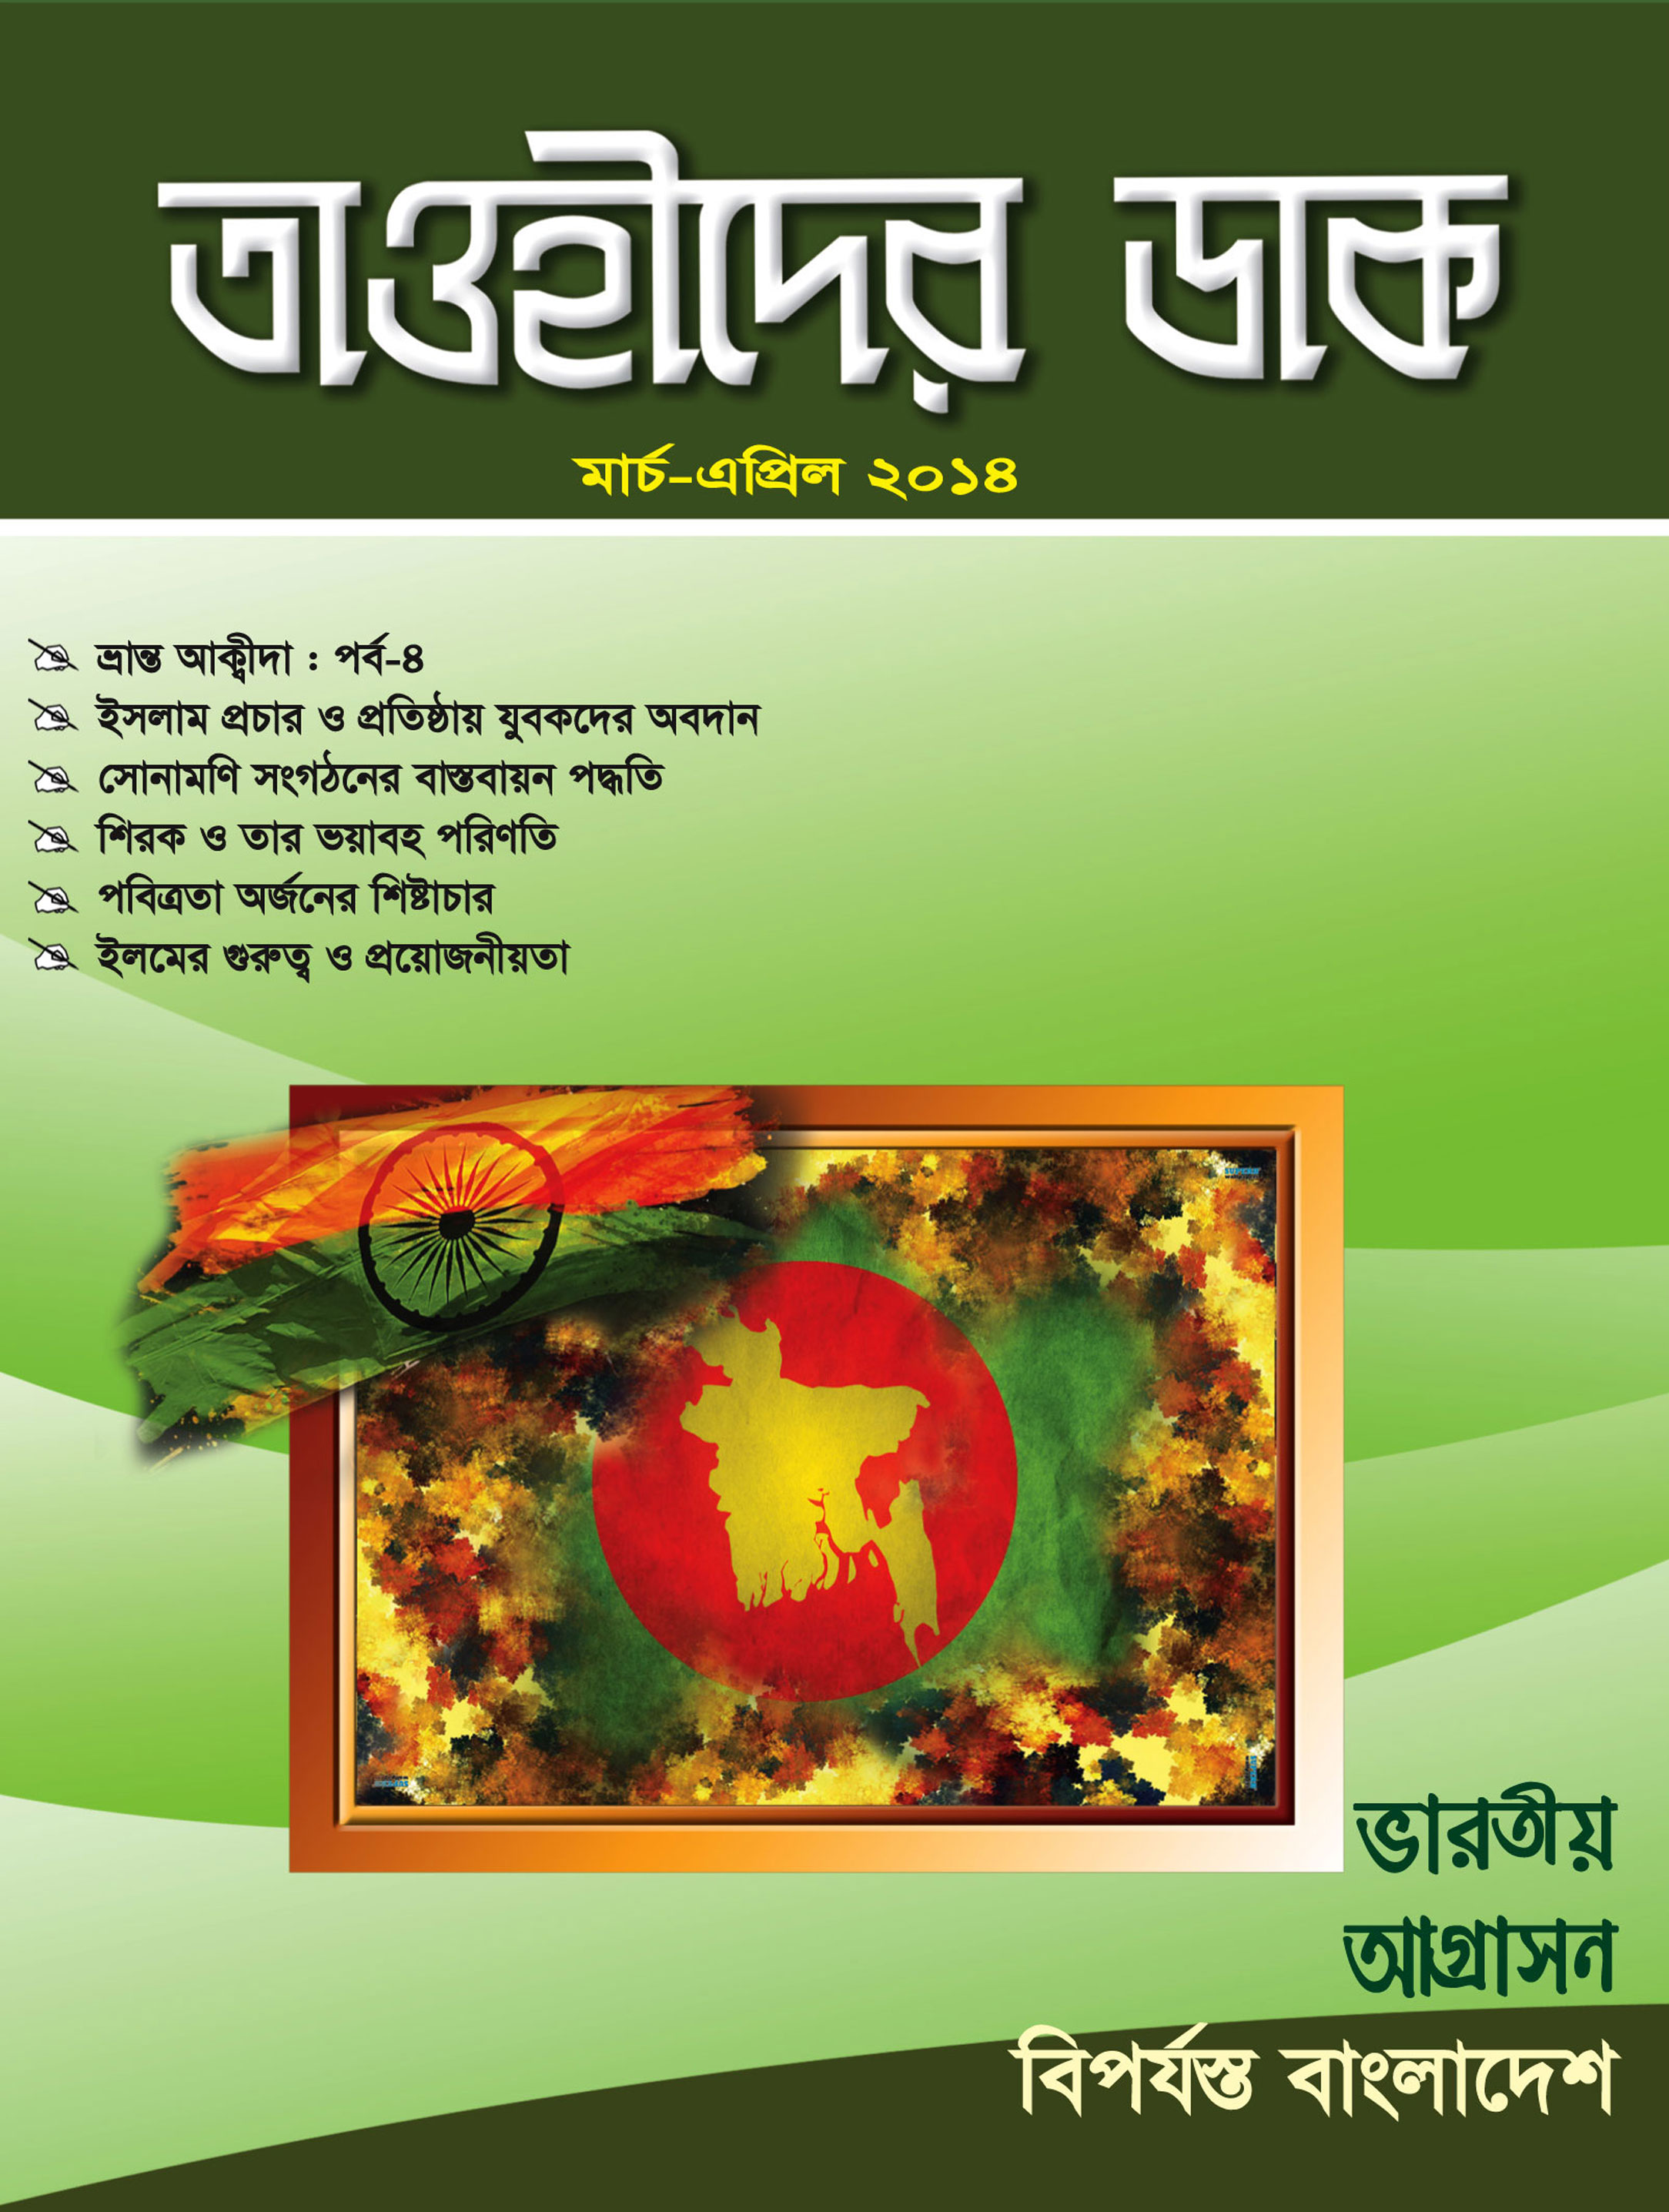 তাওহীদের ডাক
মার্চ-এপ্রিল ২০১৪
ভ্রান্ত আক্বীদা : পর্ব-৪
ইসলাম প্রচার ও প্রতিষ্ঠায় যুবকদের অবদান
সোনামণি সংগঠনের বাস্তবায়ন পদ্ধতি
শিরক ও তার ভয়াবহ পরিণতি
পবিত্রতা অর্জনের শিষ্টাচার
ইলমের গুরুত্ব ও প্রয়োজনীয়তা
ভারতীয়
আগ্রাসন
বিপর্যস্ত বাংলাদেশ